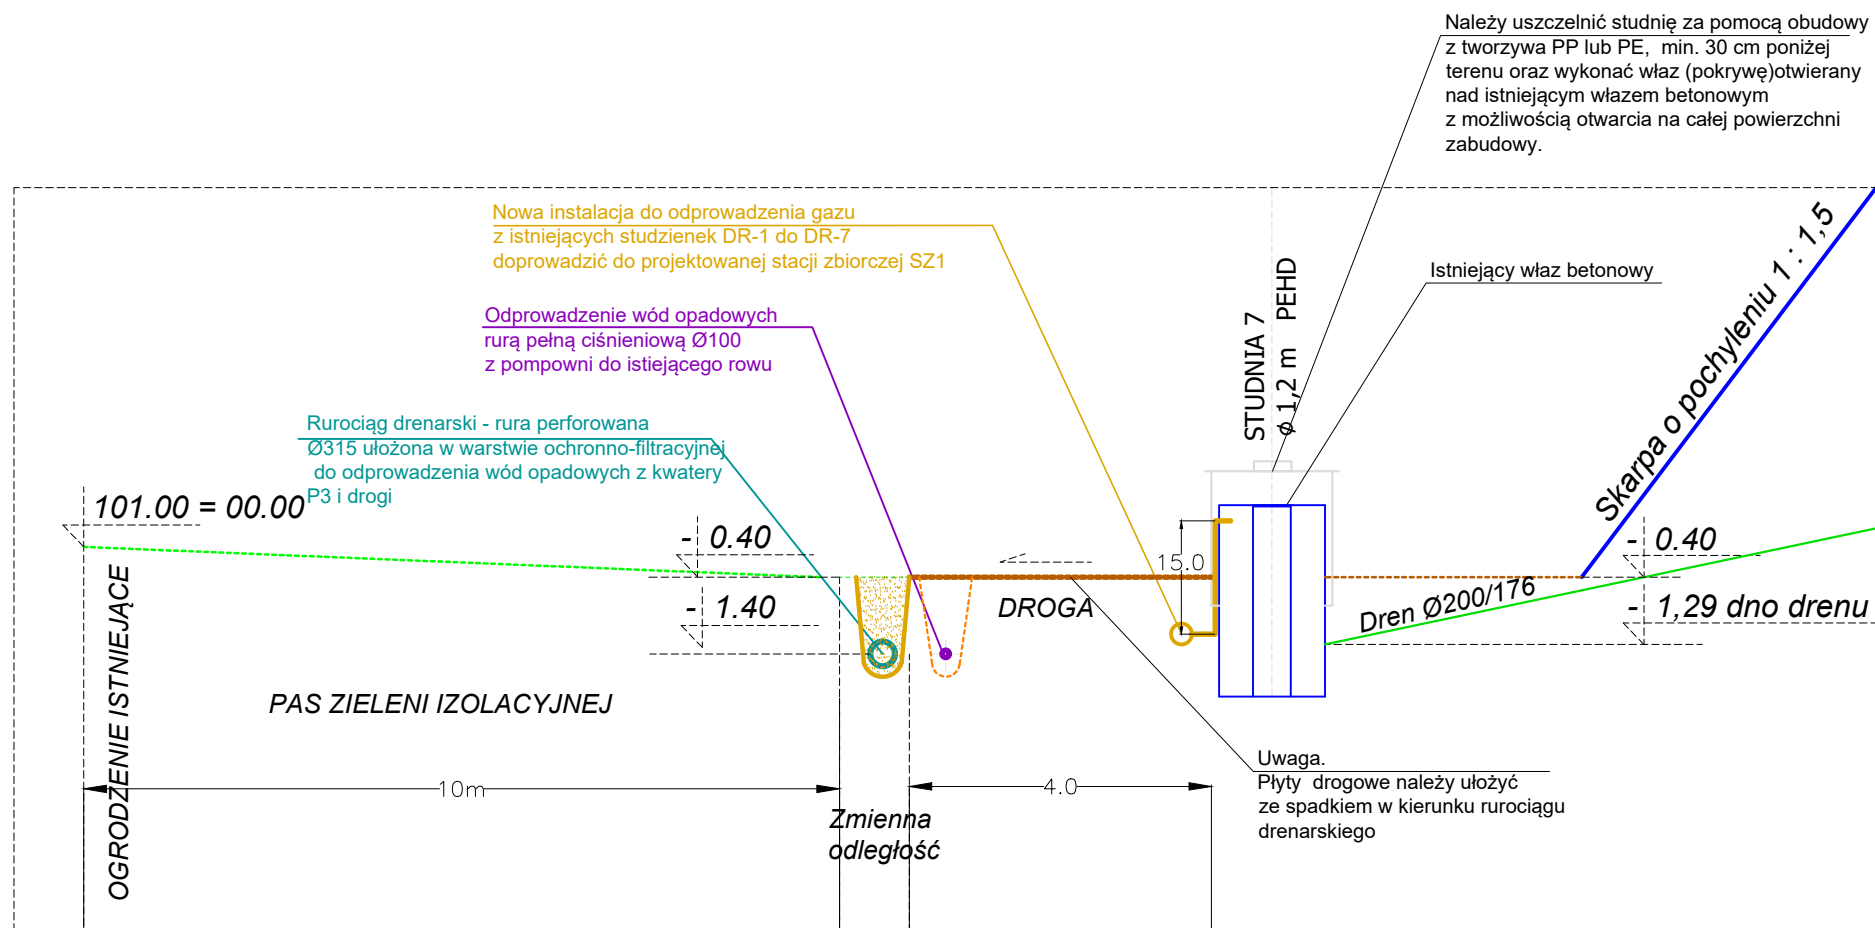 Należy uszczelnić studnię za pomocą obudowy
z tworzywa PP lub PE, min. 30 cm poniżej
terenu oraz wykonać właz (pokrywę)otwierany
nad istniejącym włazem betonowym
z możliwością otwarcia na całej powierzchni
zabudowy.
Nowa instalacja do odprowadzenia gazu
z istniejących studzienek DR-1 do DR-7
doprowadzić do projektowanej stacji zbiorczej SZ1
Istniejący właz betonowy
Odprowadzenie wód opadowych
rurą pełną ciśnieniową Ø100
z pompowni do istiejącego rowu
STUDNIA 7
ϕ 1,2 m PEHD
Skarpa o pochyleniu 1 : 1,5
Rurociąg drenarski - rura perforowana
Ø315 ułożona w warstwie ochronno-filtracyjnej
do odprowadzenia wód opadowych z kwatery
P3 i drogi
101.00 = 00.00
- 0.40
- 1.40
15.0
- 0.40
- 1,29 dno drenu
Dren Ø200/176
DROGA
OGRODZENIE ISTNIEJĄCE
PAS ZIELENI IZOLACYJNEJ
10m
4.0
Zmienna
odległość
Uwaga.
Płyty drogowe należy ułożyć
ze spadkiem w kierunku rurociągu
drenarskiego